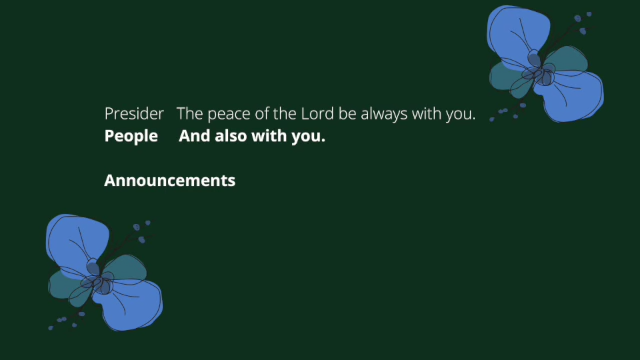 Presider The peace of the Lord be always with you.
People And also with you.
Announcements